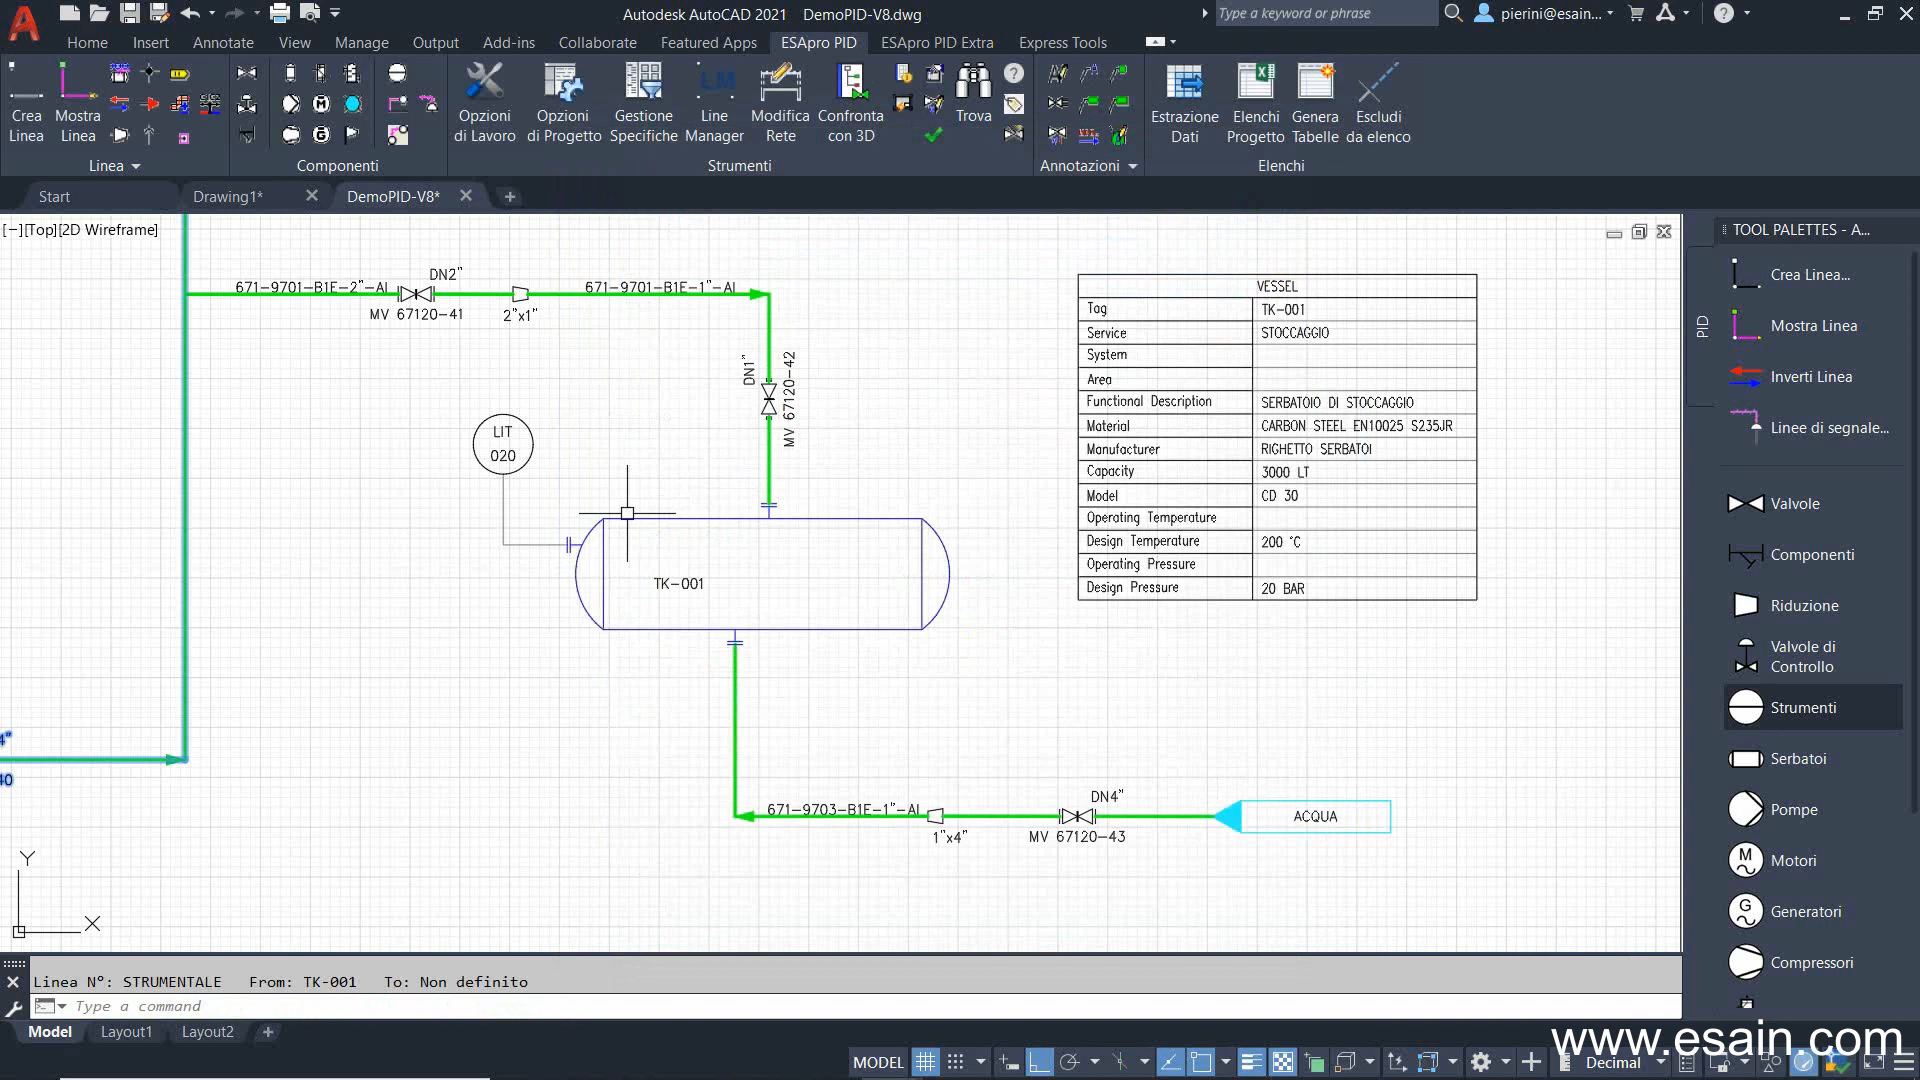 Autodesk AutoCAD 2021 DemoPID-V8.dwg
Type a keyword or phrase
pierini@esain...
Home Insert Annotate View Manage Output Add-ins Collaborate Featured Apps ESApro PID ESApro PID Extra Express Tools
Crea Linea
Mostra Linea
LM
Opzioni di Lavoro
Opzioni di Progetto
Gestione Specifiche
Line Manager
Modifica Rete
Confronta con 3D
Trova
Estrazione Dati
Elenchi Progetto
Genera Tabelle
Escludi da elenco
Linea
Componenti
Strumenti
Annotazioni
Elenchi
Start
Drawing1*
DemoPID-V8*
[−][Top][2D Wireframe]
TOOL PALETTES - A...
PID
DN2"
671-9701-B1E-2"-AI
671-9701-B1E-1"-AI
MV 67120-41
2"x1"
DN1"
MV 67120-42
LIT
020
TK-001
4"
40
671-9703-B1E-1"-AI
1"x4"
DN4"
MV 67120-43
ACQUA
VESSEL
Tag TK-001
Service STOCCAGGIO
System
Area
Functional Description SERBATOIO DI STOCCAGGIO
Material CARBON STEEL EN10025 S235JR
Manufacturer RIGHETTO SERBATOI
Capacity 3000 LT
Model CD 30
Operating Temperature
Design Temperature 200 °C
Operating Pressure
Design Pressure 20 BAR
Crea Linea...
Mostra Linea
Inverti Linea
Linee di segnale...
Valvole
Componenti
Riduzione
Valvole di
Controllo
Strumenti
Serbatoi
Pompe
M
Motori
G
Generatori
Compressori
Y
X
Linea N°: STRUMENTALE From: TK-001 To: Non definito
Type a command
Model Layout1 Layout2
www.esain.com
MODEL
Decimal